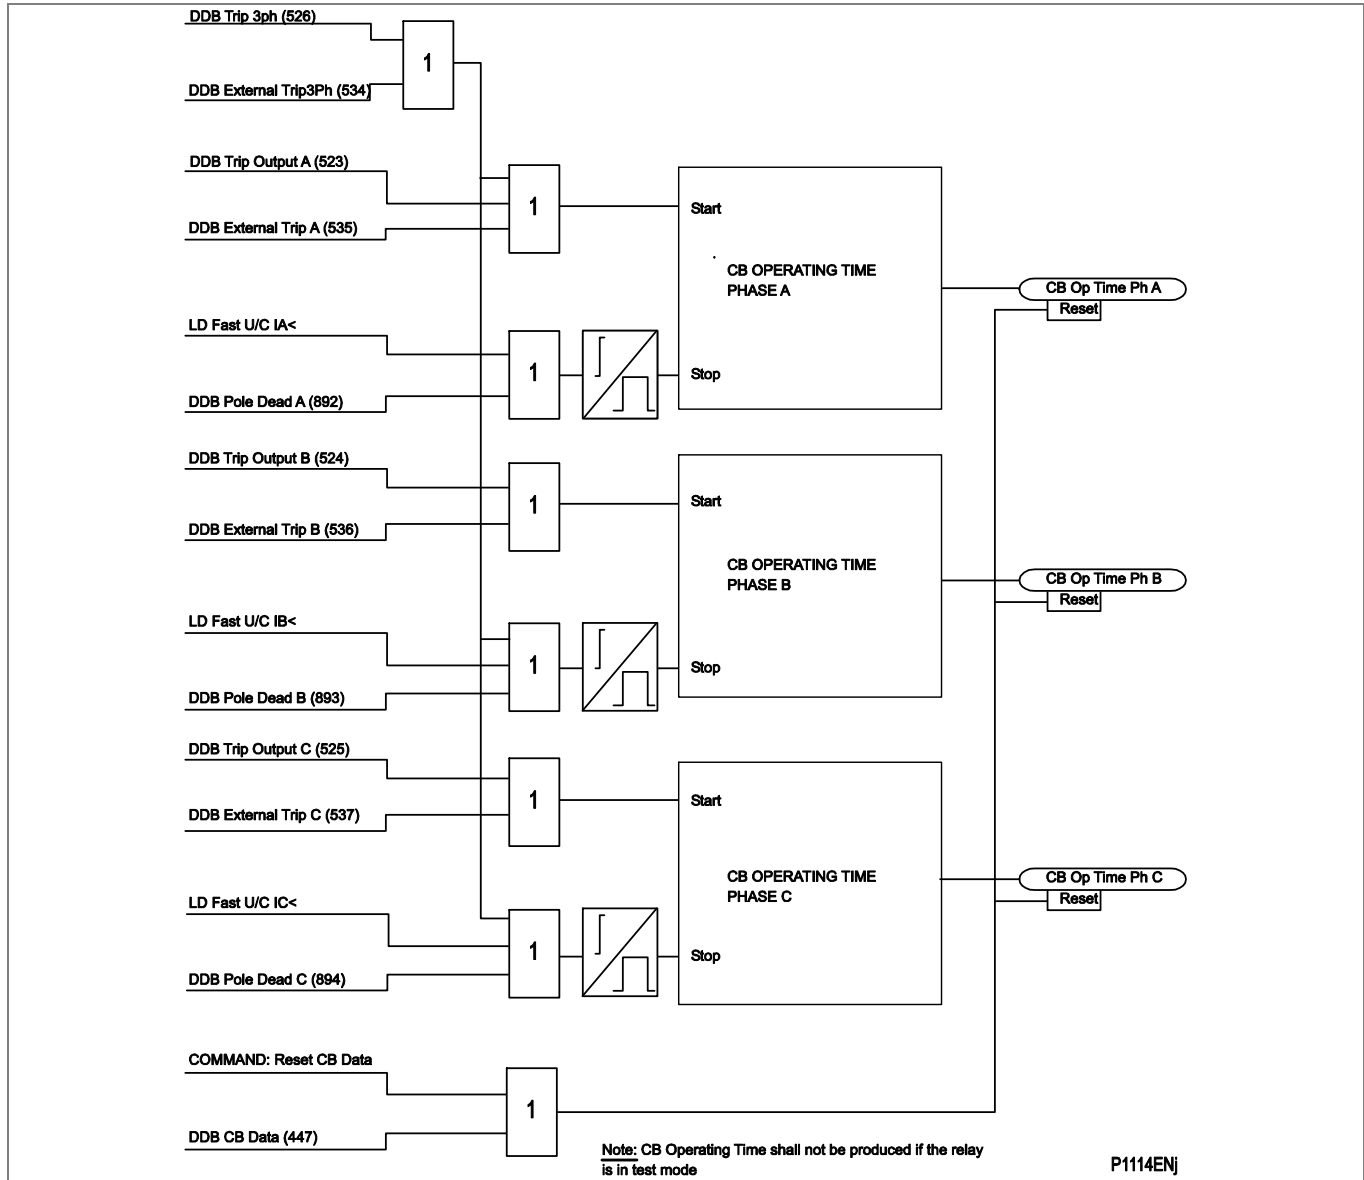 DDB Trip 3ph (526)
1
DDB External Trip3Ph (534)
DDB Trip Output A (523)
1
Start
DDB External Trip A (535)
CB OPERATING TIME
PHASE A
CB Op Time Ph A
Reset
LD Fast U/C IA<
1
Stop
DDB Pole Dead A (892)
DDB Trip Output B (524)
1
Start
DDB External Trip B (536)
CB OPERATING TIME
PHASE B
CB Op Time Ph B
Reset
LD Fast U/C IB<
1
Stop
DDB Pole Dead B (893)
DDB Trip Output C (525)
1
Start
DDB External Trip C (537)
CB OPERATING TIME
PHASE C
CB Op Time Ph C
Reset
LD Fast U/C IC<
1
Stop
DDB Pole Dead C (894)
COMMAND: Reset CB Data
1
DDB CB Data (447)
Note: CB Operating Time shall not be produced if the relay
is in test mode
P1114ENj